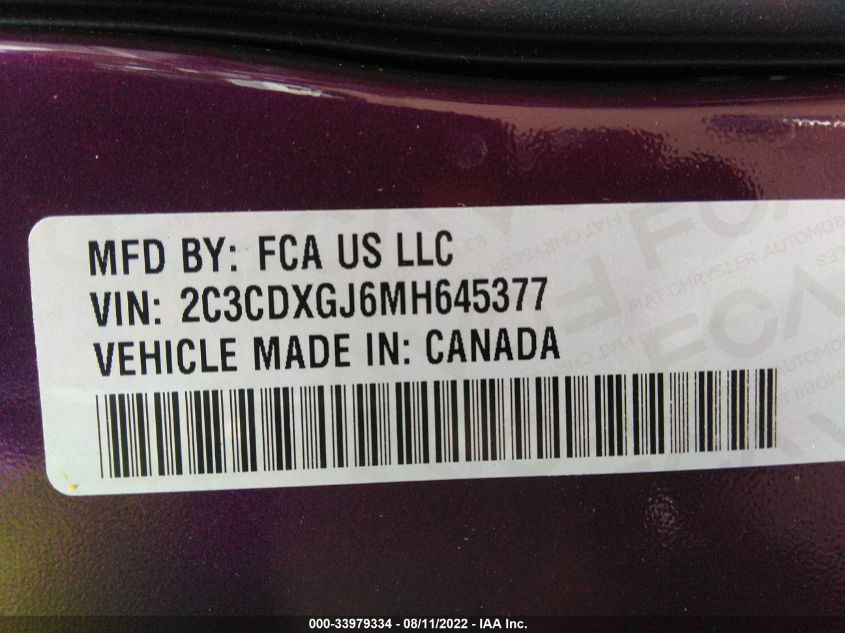 MFD BY: FCA US LLC
VIN: 2C3CDXGJ6MH645377
VEHICLE MADE IN: CANADA
000-33979334 - 08/11/2022 - IAA Inc.